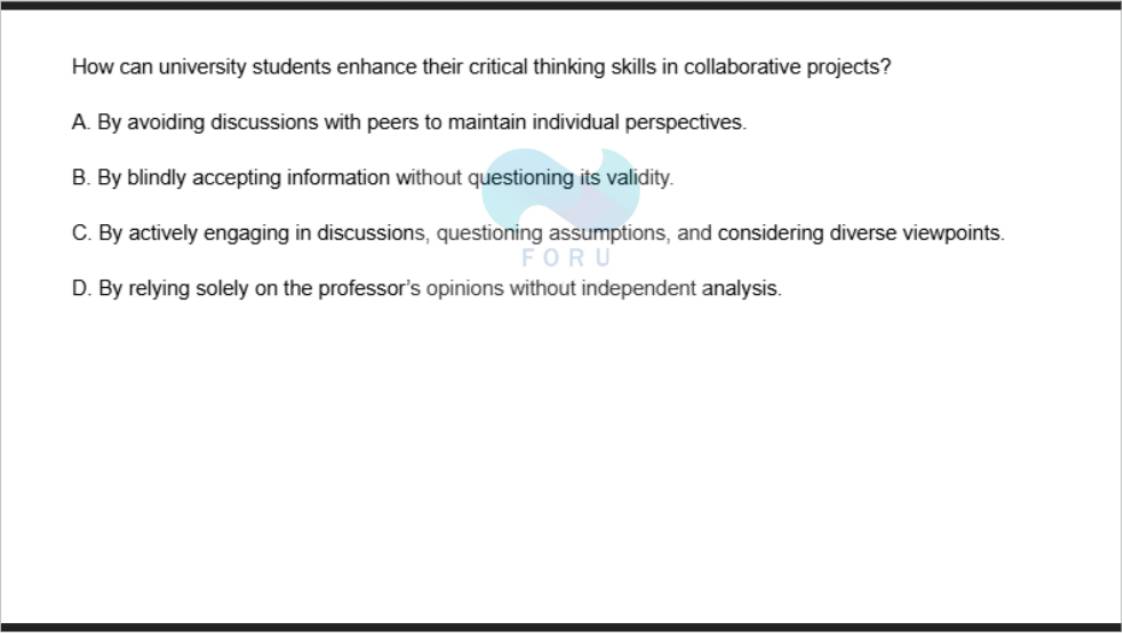 How can university students enhance their critical thinking skills in collaborative projects?
A. By avoiding discussions with peers to maintain individual perspectives.
B. By blindly accepting information without questioning its validity.
C. By actively engaging in discussions, questioning assumptions, and considering diverse viewpoints.
FORU
D. By relying solely on the professor’s opinions without independent analysis.